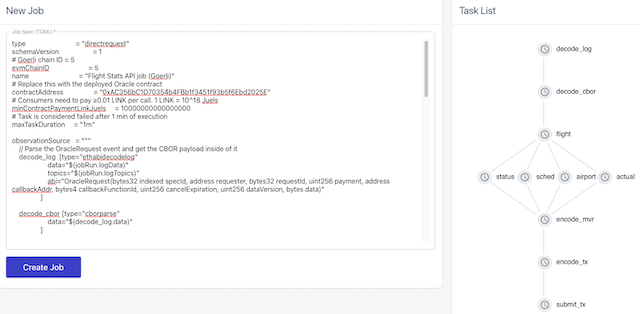 New Job
Job Spec (TOML) *
type = "directrequest"
schemaVersion = 1
# Goerli chain ID = 5
evmChainID = 5
name = "Flight Stats API job (Goerli)"
# Replace this with the deployed Oracle contract
contractAddress = "0xAC356bC1D70354b4FBb1f3451f93b5f6Ebd2025E"
# Consumers need to pay ≥0.01 LINK per call. 1 LINK = 10^18 Juels
minContractPaymentLinkJuels = 10000000000000000
# Task is considered failed after 1 min of execution
maxTaskDuration = "1m"
observationSource = """
// Parse the OracleRequest event and get the CBOR payload inside of it
decode_log [type="ethabidecodelog"
data="$(jobRun.logData)"
topics="$(jobRun.logTopics)"
abi="OracleRequest(bytes32 indexed specId, address requester, bytes32 requestId, uint256 payment, address
callbackAddr, bytes4 callbackFunctionId, uint256 cancelExpiration, uint256 dataVersion, bytes data)"
]
decode_cbor [type="cborparse"
data="$(decode_log.data)"
]
Create Job
Task List
decode_log
decode_cbor
flight
status sched airport actual
encode_mvr
encode_tx
submit_tx